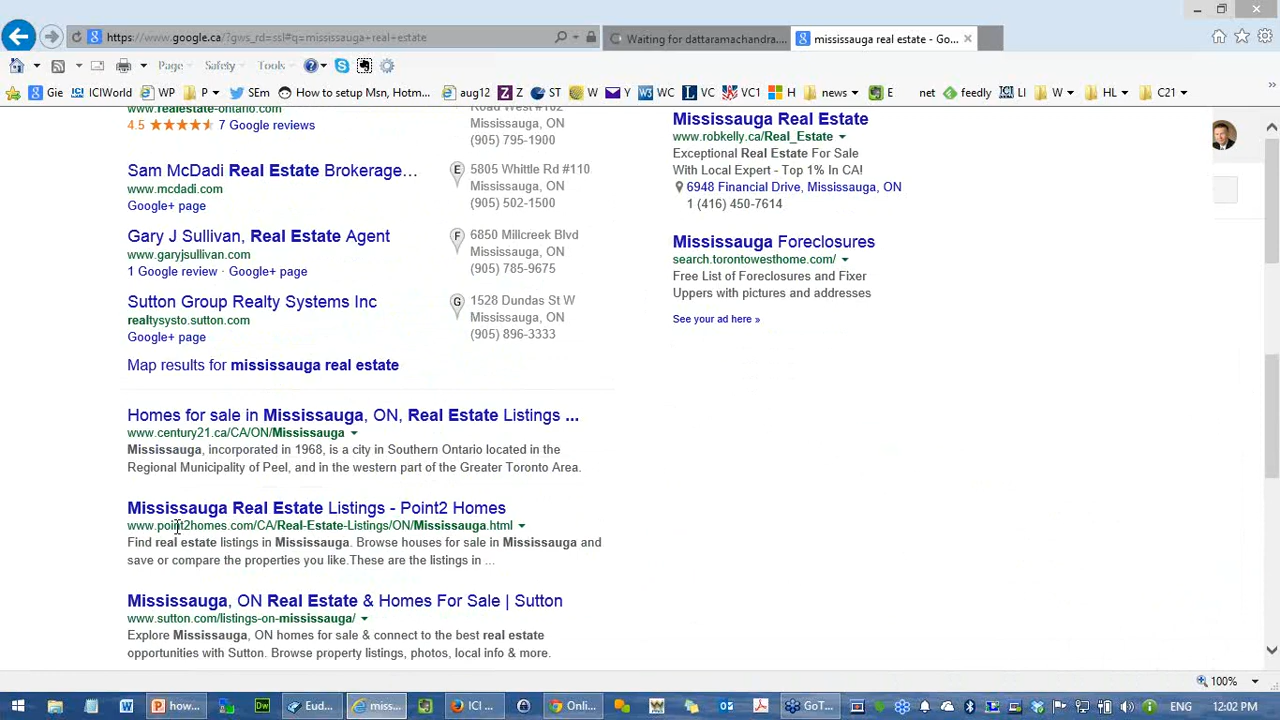 https://www.google.ca/?gws_rd=ssl#q=mississauga+real+estate
Waiting for dattaramachandra....
mississauga real estate - Go...
Page
Safety
Tools
Gie
ICIWorld
WP
P
SEm
How to setup Msn, Hotm...
aug12
ST
W
Y
WC
VC1
H
news
E
net
feedly
LI
W
HL
C21
www.realestate-ontario.com
4.5 7 Google reviews
Road West #102
Mississauga, ON
(905) 795-1900
Sam McDadi Real Estate Brokerage...
www.mcdadi.com
Google+ page
E
5805 Whittle Rd #110
Mississauga, ON
(905) 502-1500
Gary J Sullivan, Real Estate Agent
www.garyjsullivan.com
1 Google review · Google+ page
F
6850 Millcreek Blvd
Mississauga, ON
(905) 785-9675
Sutton Group Realty Systems Inc
realtysysto.sutton.com
Google+ page
G
1528 Dundas St W
Mississauga, ON
(905) 896-3333
Map results for mississauga real estate
Homes for sale in Mississauga, ON, Real Estate Listings ...
www.century21.ca/CA/ON/Mississauga
Mississauga, incorporated in 1968, is a city in Southern Ontario located in the
Regional Municipality of Peel, and in the western part of the Greater Toronto Area.
Mississauga Real Estate Listings - Point2 Homes
www.point2homes.com/CA/Real-Estate-Listings/ON/Mississauga.html
Find real estate listings in Mississauga. Browse houses for sale in Mississauga and
save or compare the properties you like.These are the listings in ...
Mississauga, ON Real Estate & Homes For Sale | Sutton
www.sutton.com/listings-on-mississauga/
Explore Mississauga, ON homes for sale & connect to the best real estate
opportunities with Sutton. Browse property listings, photos, local info & more.
Mississauga Real Estate
www.robkelly.ca/Real_Estate
Exceptional Real Estate For Sale
With Local Expert - Top 1% In CA!
6948 Financial Drive, Mississauga, ON
1 (416) 450-7614
Mississauga Foreclosures
search.torontowesthome.com/
Free List of Foreclosures and Fixer
Uppers with pictures and addresses
See your ad here »
100%
how...
Eud...
miss...
ICI ...
Onli...
GoT...
12:02 PM